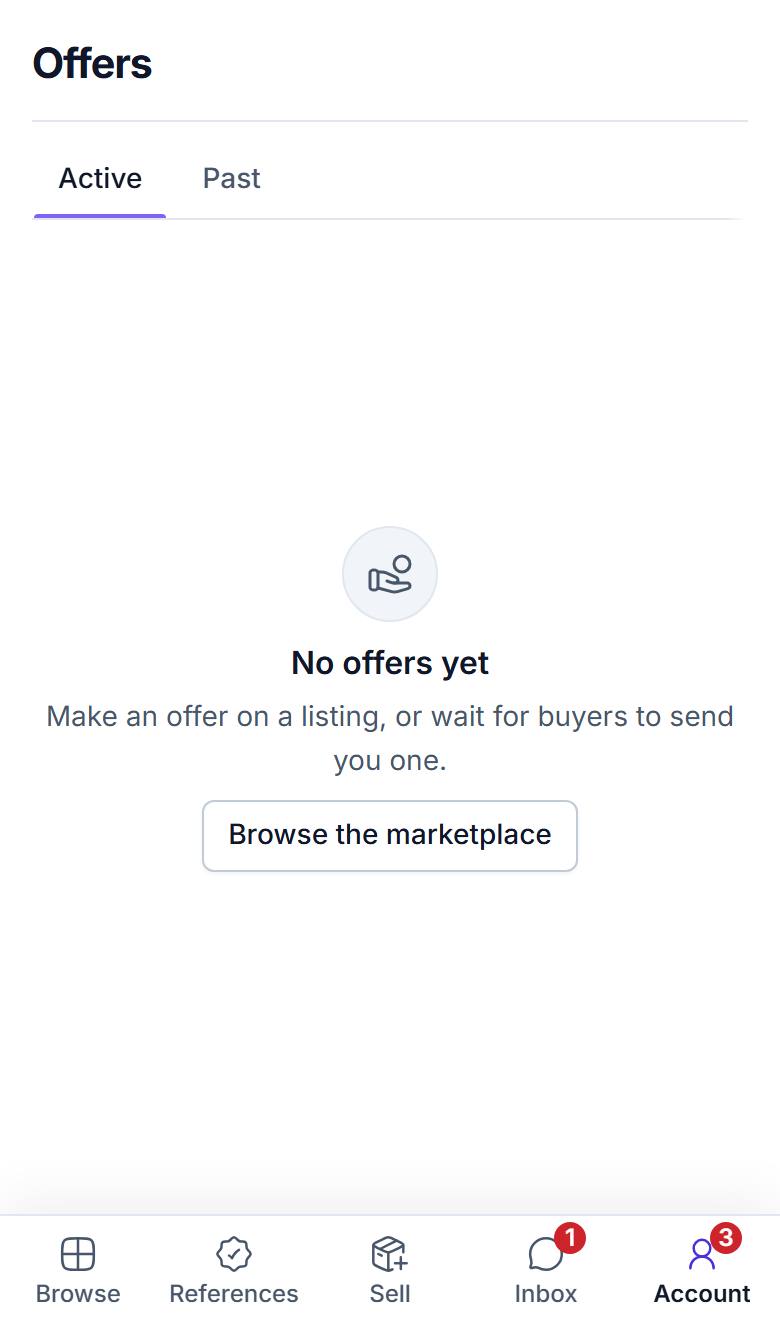 Offers
Active
Past
No offers yet
Make an offer on a listing, or wait for buyers to send
you one.
Browse the marketplace
1
3
Browse
References
Sell
Inbox
Account